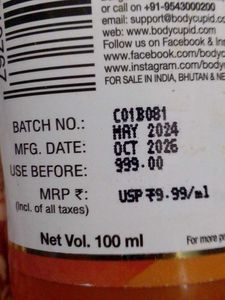 or call on +91-9543000200
email: support@bodycupid.com
web: www.bodycupid.com
Follow us on Facebook & Ins
www.facebook.com/bodycup
www.instagram.com/bodycu
FOR SALE IN INDIA, BHUTAN & NE
BATCH NO.: C01B081
MFG. DATE: MAY 2024
USE BEFORE: OCT 2026
MRP ₹: 999.00
(Incl. of all taxes) USP ₹9.99/ml
Net Vol. 100 ml
For more pr